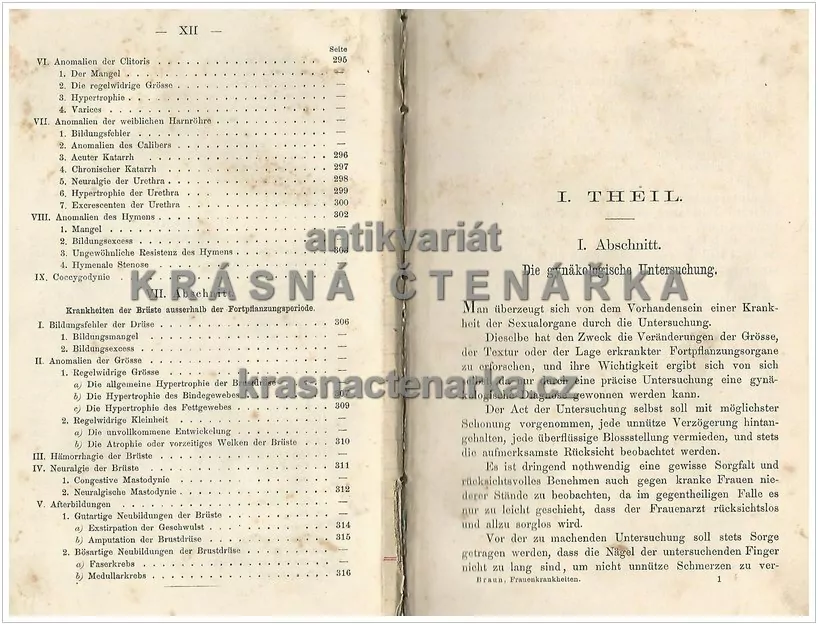 — XII —
Seite
VI. Anomalien der Clitoris . . . . . . . . . . 295
1. Der Mangel . . . . . . . . . . —
2. Die regelwidrige Grösse . . . . . . . . . . —
3. Hypertrophie . . . . . . . . . . —
4. Varices . . . . . . . . . . —
VII. Anomalien der weiblichen Harnröhre . . . . . . . . . . —
1. Bildungsfehler . . . . . . . . . . —
2. Anomalien des Calibers . . . . . . . . . . —
3. Acuter Katarrh . . . . . . . . . . 296
4. Chronischer Katarrh . . . . . . . . . . 297
5. Neuralgie der Urethra . . . . . . . . . . 298
6. Hypertrophie der Urethra . . . . . . . . . . 299
7. Excrescenten der Urethra . . . . . . . . . . 300
VIII. Anomalien des Hymens . . . . . . . . . . 302
1. Mangel . . . . . . . . . . —
2. Bildungsexcess . . . . . . . . . . —
3. Ungewöhnliche Resistenz des Hymens . . . . . . . . . . 303
4. Hymenale Stenose . . . . . . . . . . —
IX. Coccygodynie . . . . . . . . . . —
VII. Abschnitt.
Krankheiten der Brüste ausserhalb der Fortpflanzungsperiode.
I. Bildungsfehler der Drüse . . . . . . . . . . 306
1. Bildungsmangel . . . . . . . . . . —
2. Bildungsexcess . . . . . . . . . . —
II. Anomalien der Grösse . . . . . . . . . . —
1. Regelwidrige Grösse . . . . . . . . . . —
a) Die allgemeine Hypertrophie der Brustdrüse . . . . . —
b) Die Hypertrophie des Bindegewebes . . . . . 307
c) Die Hypertrophie des Fettgewebes . . . . . 309
2. Regelwidrige Kleinheit . . . . . . . . . . —
a) Die unvollkommene Entwickelung . . . . . —
b) Die Atrophie oder vorzeitiges Welken der Brüste . . . . . 310
III. Hämorrhagie der Brüste . . . . . . . . . . —
IV. Neuralgie der Brüste . . . . . . . . . . 311
1. Congestive Mastodynie . . . . . . . . . . —
2. Neuralgische Mastodynie . . . . . . . . . . 312
V. Afterbildungen . . . . . . . . . . —
1. Gutartige Neubildungen der Brüste . . . . . . . . . . —
a) Exstirpation der Geschwulst . . . . . 314
b) Amputation der Brustdrüse . . . . . 315
2. Bösartige Neubildungen der Brustdrüse . . . . . —
a) Faserkrebs . . . . . . . . . . —
b) Medullarkrebs . . . . . . . . . . 316
I. THEIL.
I. Abschnitt.
Die gynäkologische Untersuchung.
Man überzeugt sich von dem Vorhandensein einer Krank-
heit der Sexualorgane durch die Untersuchung.
Dieselbe hat den Zweck die Veränderungen der Grösse,
der Textur oder der Lage erkrankter Fortpflanzungsorgane
zu erforschen, und ihre Wichtigkeit ergibt sich von sich
selbst, da nur durch eine präcise Untersuchung eine gynä-
kologische Diagnose gewonnen werden kann.
Der Act der Untersuchung selbst soll mit möglichster
Schonung vorgenommen, jede unnütze Verzögerung hintan-
gehalten, jede überflüssige Blossstellung vermieden, und stets
die aufmerksamste Rücksicht beobachtet werden.
Es ist dringend nothwendig eine gewisse Sorgfalt und
rücksichtsvolles Benehmen auch gegen kranke Frauen nie-
derer Stände zu beobachten, da im gegentheiligen Falle es
nur zu leicht geschieht, dass der Frauenarzt rücksichtslos
und allzu sorglos wird.
Vor der zu machenden Untersuchung soll stets Sorge
getragen werden, dass die Nägel der untersuchenden Finger
nicht zu lang sind, um nicht unnütze Schmerzen zu ver-
Braun, Frauenkrankheiten. 1
antikvariát
KRÁSNÁ ČTENÁŘKA
krasnactenarka.cz